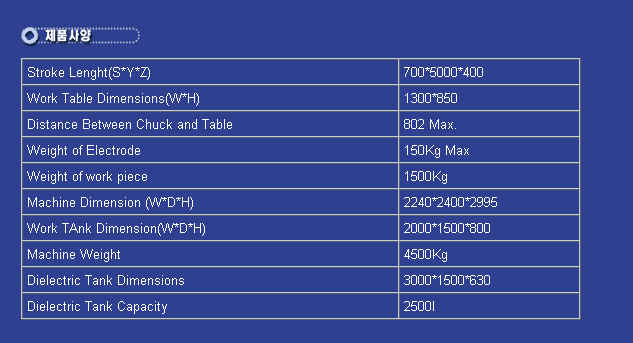 제품사양
Stroke Lenght(S*Y*Z) 700*5000*400
Work Table Dimensions(W*H) 1300*850
Distance Between Chuck and Table 802 Max.
Weight of Electrode 150Kg Max
Weight of work piece 1500Kg
Machine Dimension (W*D*H) 2240*2400*2995
Work TAnk Dimension(W*D*H) 2000*1500*800
Machine Weight 4500Kg
Dielectric Tank Dimensions 3000*1500*630
Dielectric Tank Capacity 2500l